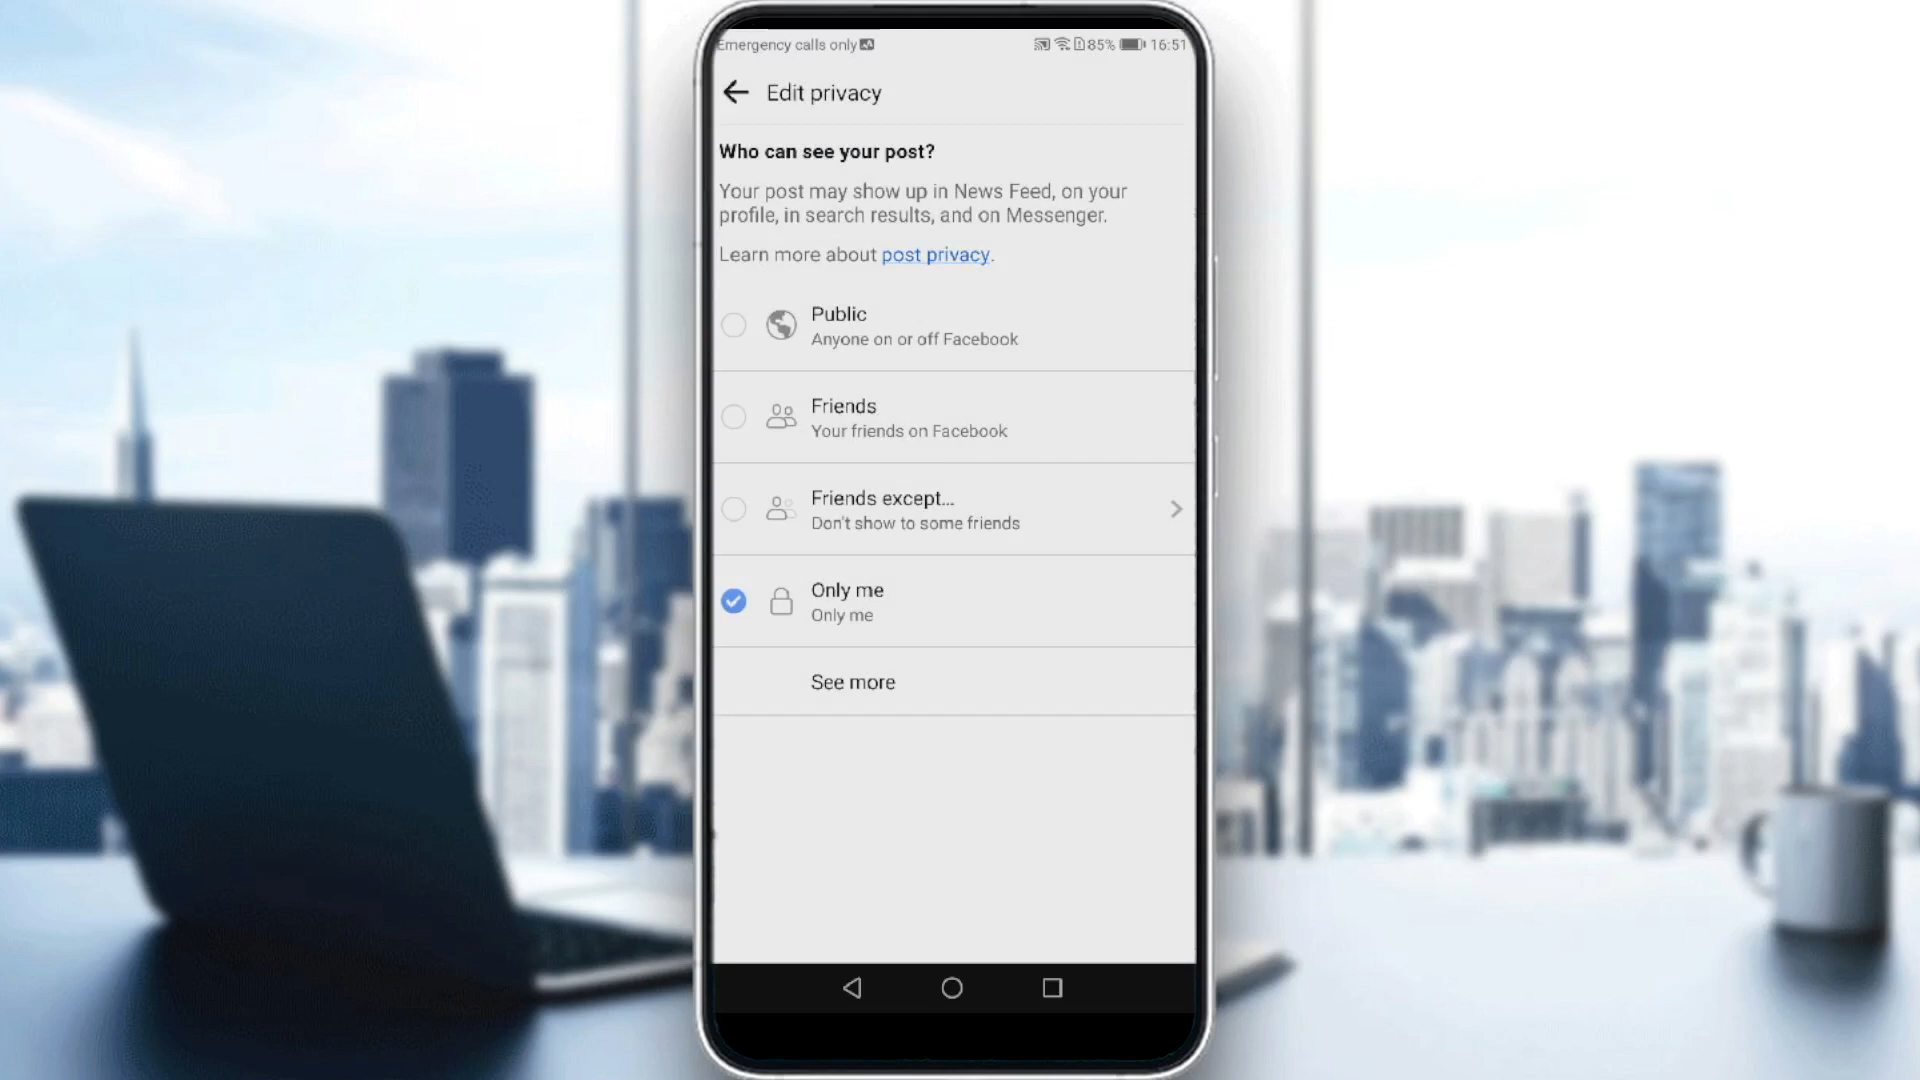 Emergency calls only 85% 16:51
Edit privacy
Who can see your post?
Your post may show up in News Feed, on your
profile, in search results, and on Messenger.
Learn more about post privacy.
Public
Anyone on or off Facebook
Friends
Your friends on Facebook
Friends except...
Don't show to some friends
Only me
Only me
See more